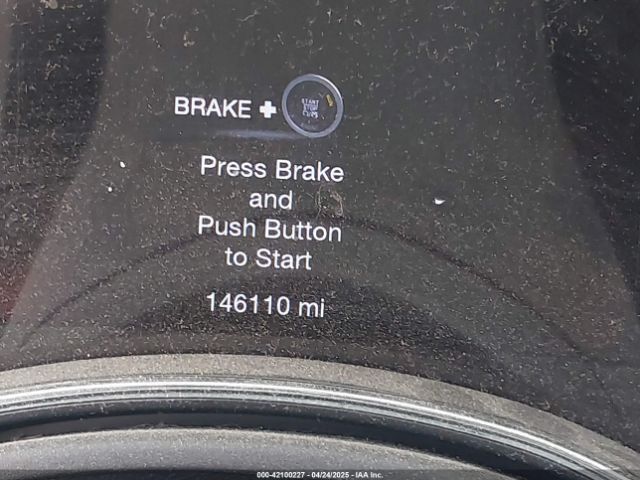 BRAKE +
START
STOP
Press Brake
and
Push Button
to Start
146110 mi
000-42100227 - 04/24/2025 - IAA Inc.